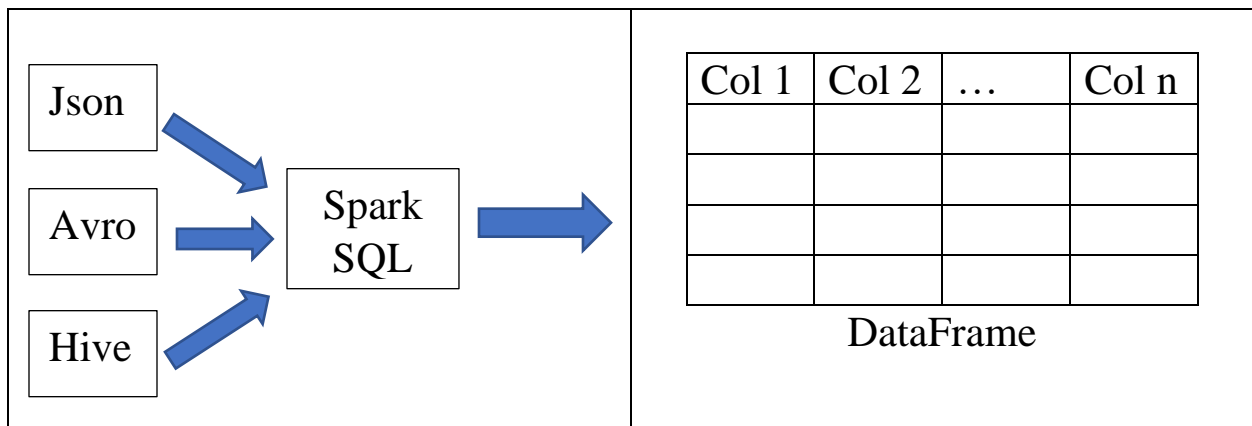 Json
Avro
Hive
Spark
SQL
Col 1 Col 2 … Col n
DataFrame